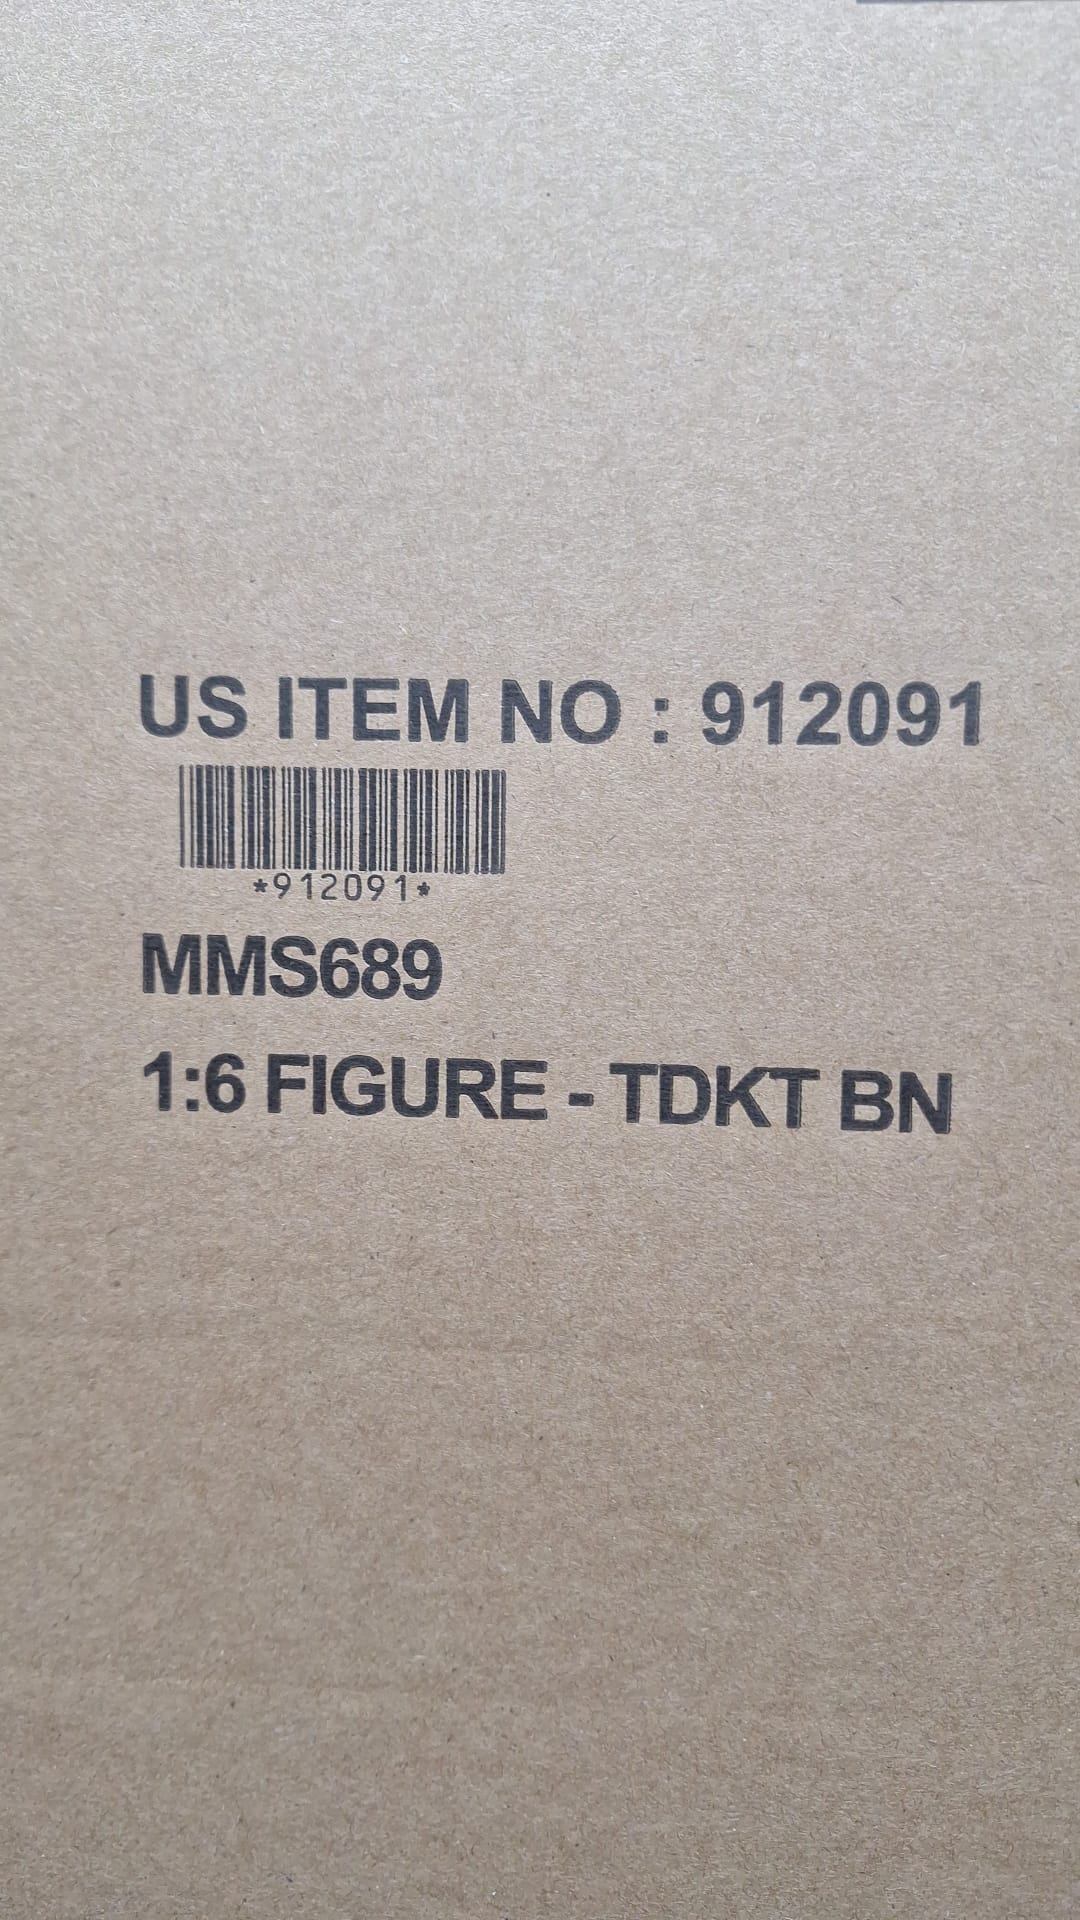 US ITEM NO : 912091
*912091*
MMS689
1:6 FIGURE - TDKT BN